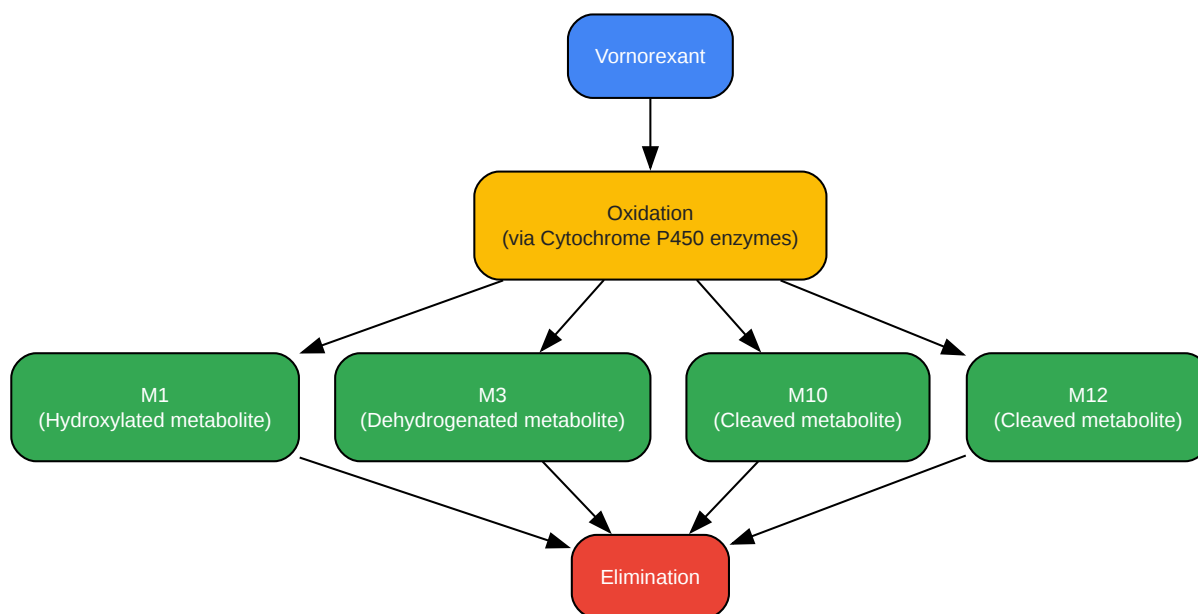 Vornorexant
Oxidation
(via Cytochrome P450 enzymes)
M1
(Hydroxylated metabolite)
M3
(Dehydrogenated metabolite)
M10
(Cleaved metabolite)
M12
(Cleaved metabolite)
Elimination